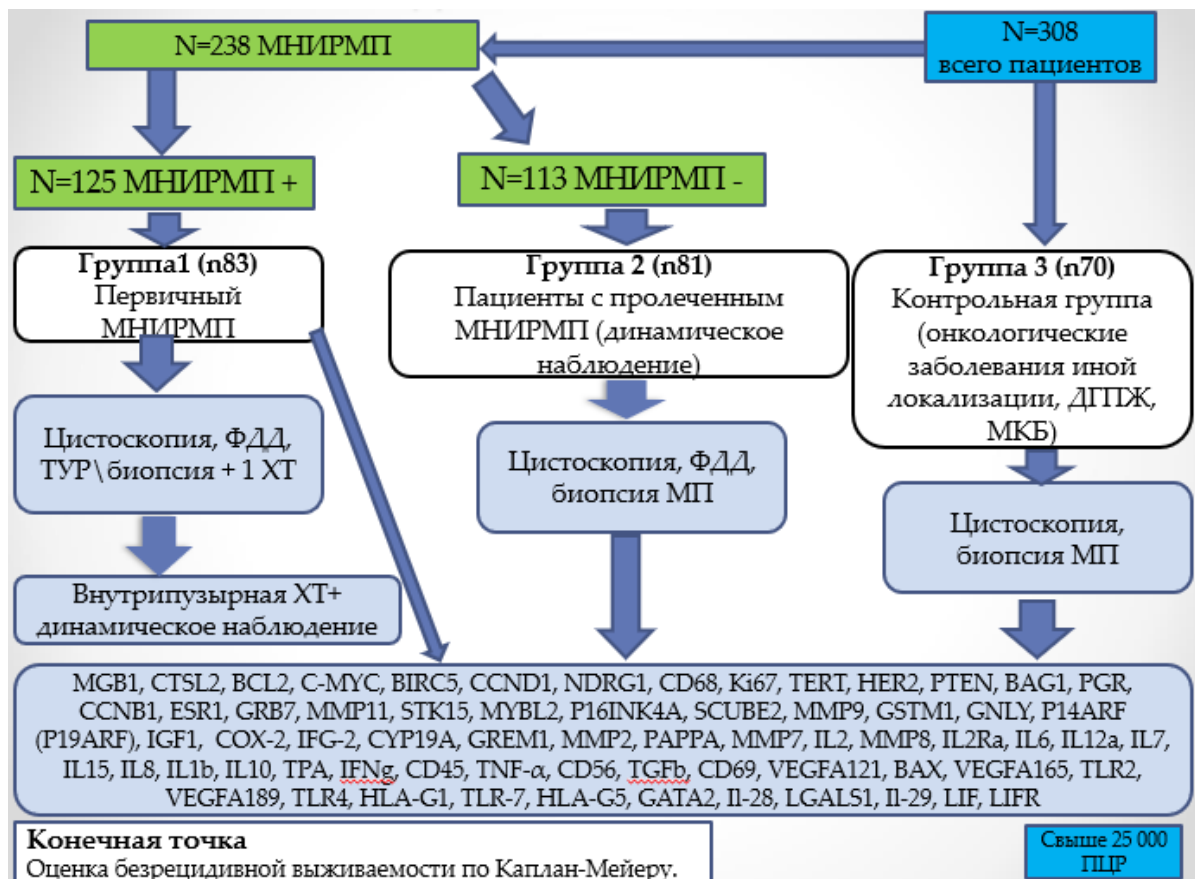 N=238 МНИРМП
N=308
всего пациентов
N=125 МНИРМП +
N=113 МНИРМП -
Группа1 (n83)
Первичный
МНИРМП
Группа 2 (n81)
Пациенты с пролеченным
МНИРМП (динамическое
наблюдение)
Группа 3 (n70)
Контрольная группа
(онкологические
заболевания иной
локализации, ДГПЖ,
МКБ)
Цистоскопия, ФДД,
ТУР\биопсия + 1 ХТ
Цистоскопия, ФДД,
биопсия МП
Цистоскопия,
биопсия МП
Внутрипузырная ХТ+
динамическое наблюдение
MGB1, CTSL2, BCL2, C-MYC, BIRC5, CCND1, NDRG1, CD68, Ki67, TERT, HER2, PTEN, BAG1, PGR,
CCNB1, ESR1, GRB7, MMP11, STK15, MYBL2, P16INK4A, SCUBE2, MMP9, GSTM1, GNLY, P14ARF
(P19ARF), IGF1, COX-2, IFG-2, CYP19A, GREM1, MMP2, PAPPA, MMP7, IL2, MMP8, IL2Ra, IL6, IL12a, IL7,
IL15, IL8, IL1b, IL10, TPA, IFNg, CD45, TNF-α, CD56, TGFb, CD69, VEGFA121, BAX, VEGFA165, TLR2,
VEGFA189, TLR4, HLA-G1, TLR-7, HLA-G5, GATA2, Il-28, LGALS1, Il-29, LIF, LIFR
Конечная точка
Оценка безрецидивной выживаемости по Каплан-Мейеру.
Свыше 25 000
ПЦР